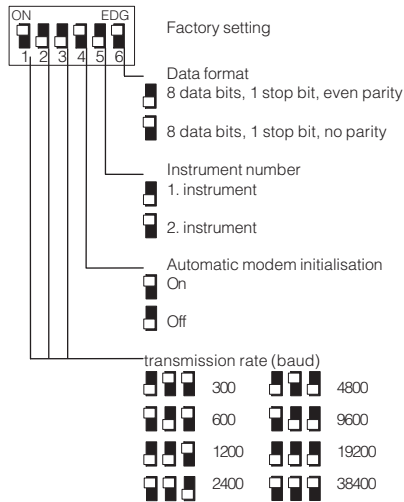 ON EDG
1 2 3 4 5 6
Factory setting
Data format
8 data bits, 1 stop bit, even parity
8 data bits, 1 stop bit, no parity
Instrument number
1. instrument
2. instrument
Automatic modem initialisation
On
Off
transmission rate (baud)
300 4800
600 9600
1200 19200
2400 38400